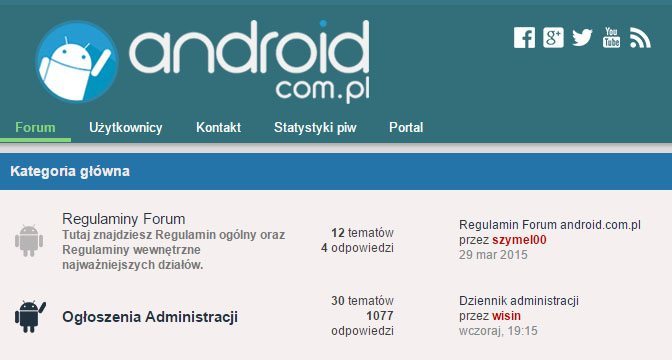 android
com.pl
Forum Użytkownicy Kontakt Statystyki piw Portal
Kategoria główna
Regulaminy Forum
Tutaj znajdziesz Regulamin ogólny oraz
Regulaminy wewnętrzne
najważniejszych działów.
12 tematów
4 odpowiedzi
Regulamin Forum android.com.pl
przez szymel00
29 mar 2015
Ogłoszenia Administracji
30 tematów
1077
odpowiedzi
Dziennik administracji
przez wisin
wczoraj, 19:15
You
Tube
g+